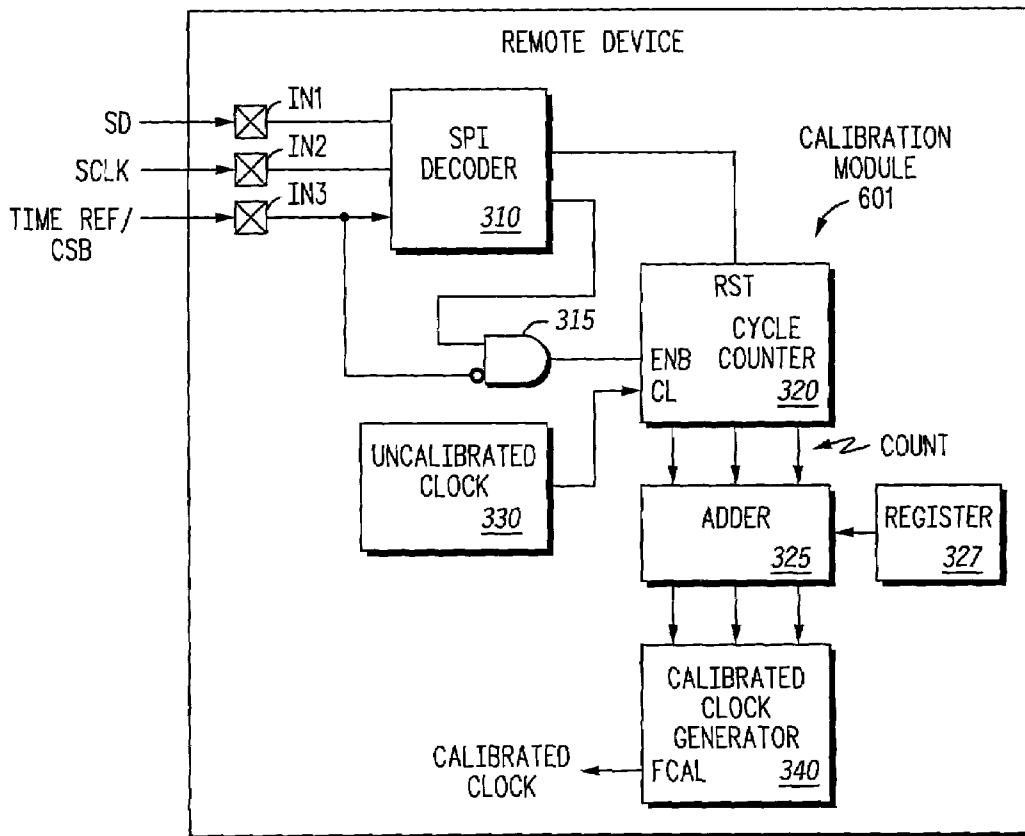 REMOTE DEVICE
SD
IN1
SCLK
IN2
TIME REF/
CSB
IN3
SPI
DECODER
310
CALIBRATION
MODULE
601
315
RST
CYCLE
COUNTER
320
ENB
CL
UNCALIBRATED
CLOCK
330
COUNT
ADDER
325
REGISTER
327
CALIBRATED
CLOCK
GENERATOR
340
FCAL
CALIBRATED
CLOCK